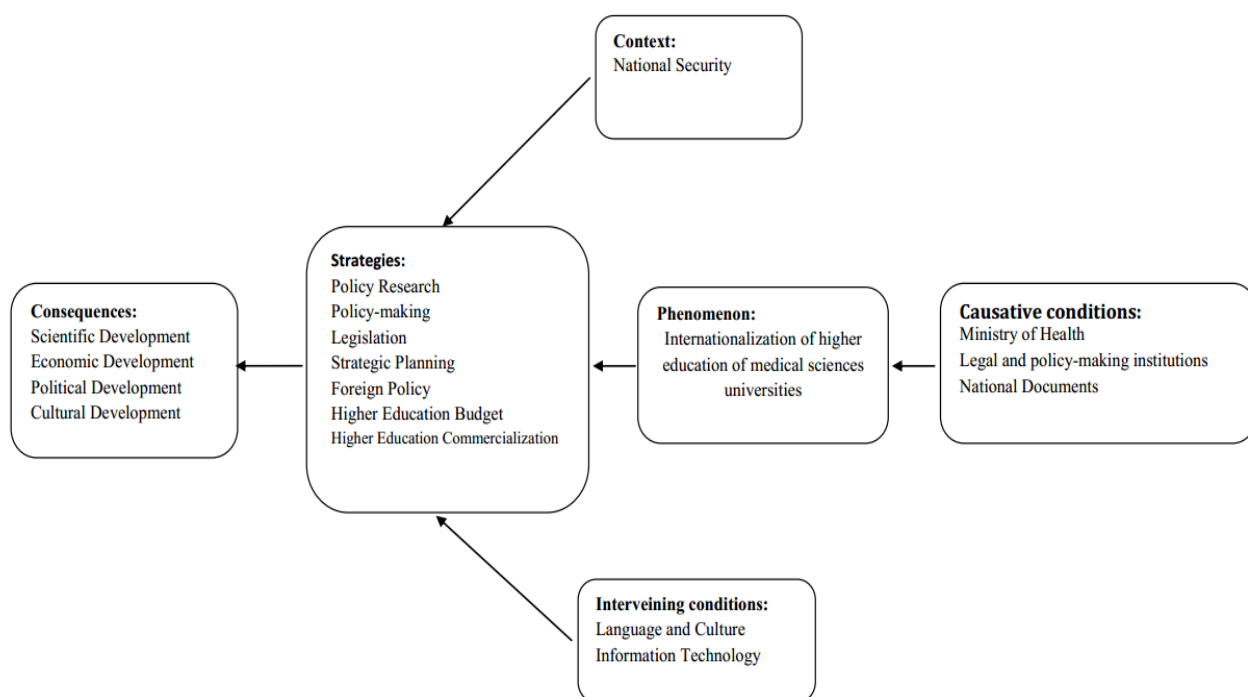 Context:
National Security
Strategies:
Policy Research
Policy-making
Legislation
Strategic Planning
Foreign Policy
Higher Education Budget
Higher Education Commercialization
Consequences:
Scientific Development
Economic Development
Political Development
Cultural Development
Phenomenon:
Internationalization of higher
education of medical sciences
universities
Causative conditions:
Ministry of Health
Legal and policy-making institutions
National Documents
Interveining conditions:
Language and Culture
Information Technology